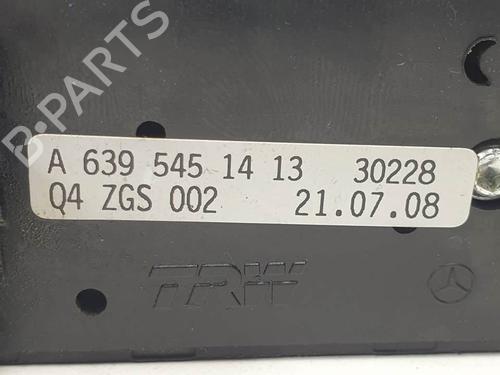 B-PARTS
A 639 545 14 13 30228
Q4 ZGS 002 21.07.08
TRW